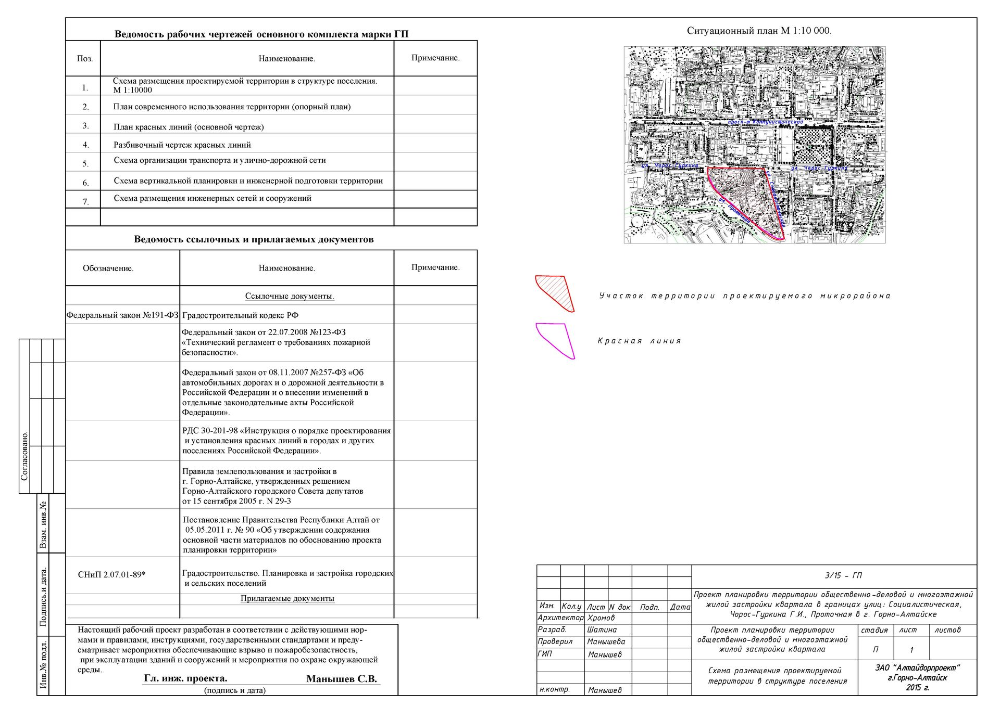 Ведомость рабочих чертежей основного комплекта марки ГП
Поз.
Наименование.
Примечание.
1.
Схема размещения проектируемой территории в структуре поселения.
М 1:10000
2.
План современного использования территории (опорный план)
3.
План красных линий (основной чертеж)
4.
Разбивочный чертеж красных линий
5.
Схема организации транспорта и улично-дорожной сети
6.
Схема вертикальной планировки и инженерной подготовки территории
7.
Схема размещения инженерных сетей и сооружений
Ведомость ссылочных и прилагаемых документов
Обозначение.
Наименование.
Примечание.
Ссылочные документы.
Федеральный закон №191-ФЗ
Градостроительный кодекс РФ
Федеральный закон от 22.07.2008 №123-ФЗ
«Технический регламент о требованиях пожарной
безопасности».
Федеральный закон от 08.11.2007 №257-ФЗ «Об
автомобильных дорогах и о дорожной деятельности в
Российской Федерации и о внесении изменений в
отдельные законодательные акты Российской
Федерации».
РДС 30-201-98 «Инструкция о порядке проектирования
и установления красных линий в городах и других
поселениях Российской Федерации».
Правила землепользования и застройки в
г. Горно-Алтайске, утвержденных решением
Горно-Алтайского городского Совета депутатов
от 15 сентября 2005 г. N 29-3
Постановление Правительства Республики Алтай от
05.05.2011 г. № 90 «Об утверждении содержания
основной части материалов по обоснованию проекта
планировки территории»
СНиП 2.07.01-89*
Градостроительство. Планировка и застройка городских
и сельских поселений
Прилагаемые документы
Настоящий рабочий проект разработан в соответствии с действующими нор-
мами и правилами, инструкциями, государственными стандартами и преду-
сматривает мероприятия обеспечивающие взрыво и пожаробезопасность,
при эксплуатации зданий и сооружений и мероприятия по охране окружающей
среды.
Гл. инж. проекта.
Манышев С.В.
(подпись и дата)
Согласовано.
Взам. инв.№
Подпись.и дата.
Инв.№ подл.
Ситуационный план М 1:10 000.
просп-т Коммунистический
ул. Чорос-Гуркина
ул. Чорос-Гуркина
ул. Социалистическая
ул. Проточная
Участок территории проектируемого микрорайона
Красная линия
3/15 - ГП
Проект планировки территории общественно-деловой и многоэтажной
жилой застройки квартала в границах улиц: Социалистическая,
Чорос-Гуркина Г.И., Проточная в г. Горно-Алтайске
Изм.
Кол.у
Лист
N док
Подп.
Дата
Архитектор
Хромов
Разраб.
Шатина
Проверил
Манышева
ГИП
Манышев
н.контр.
Манышев
Проект планировки территории
общественно-деловой и многоэтажной
жилой застройки квартала
стадия
лист
листов
П
1
Схема размещения проектируемой
территории в структуре поселения
ЗАО "Алтайдорпроект"
г.Горно-Алтайск
2015 г.